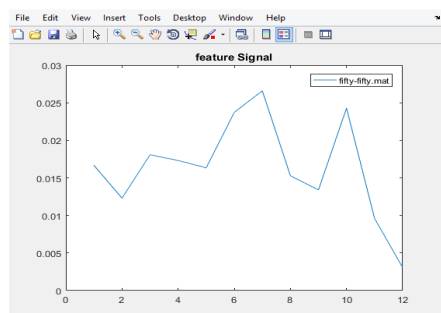 File Edit View Insert Tools Desktop Window Help
feature Signal
fifty-fifty.mat
0.03
0.025
0.02
0.015
0.01
0.005
0
0 2 4 6 8 10 12